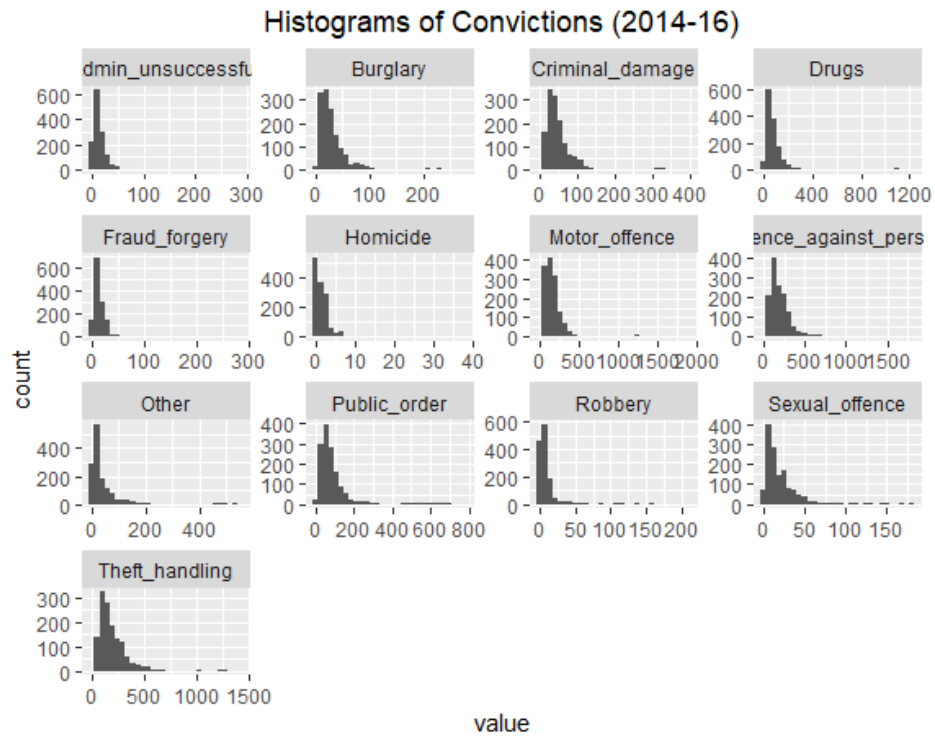 Histograms of Convictions (2014-16)
dmin_unsuccessfu
600
400
200
0
0 100 200 300
Burglary
300
200
100
0
0 100 200
Criminal_damage
300
200
100
0
0 100 200 300 400
Drugs
600
400
200
0
0 400 800 1200
Fraud_forgery
600
400
200
0
0 100 200 300
Homicide
400
200
0
0 10 20 30 40
Motor_offence
400
300
200
100
0
0 500 1000 1500 2000
ence_against_pers
400
300
200
100
0
0 500 1000 1500
Other
400
200
0
0 200 400
Public_order
400
300
200
100
0
0 200 400 600 800
Robbery
600
400
200
0
0 50 100 150 200
Sexual_offence
400
300
200
100
0
0 50 100 150
Theft_handling
300
200
100
0
0 500 1000 1500
count
value